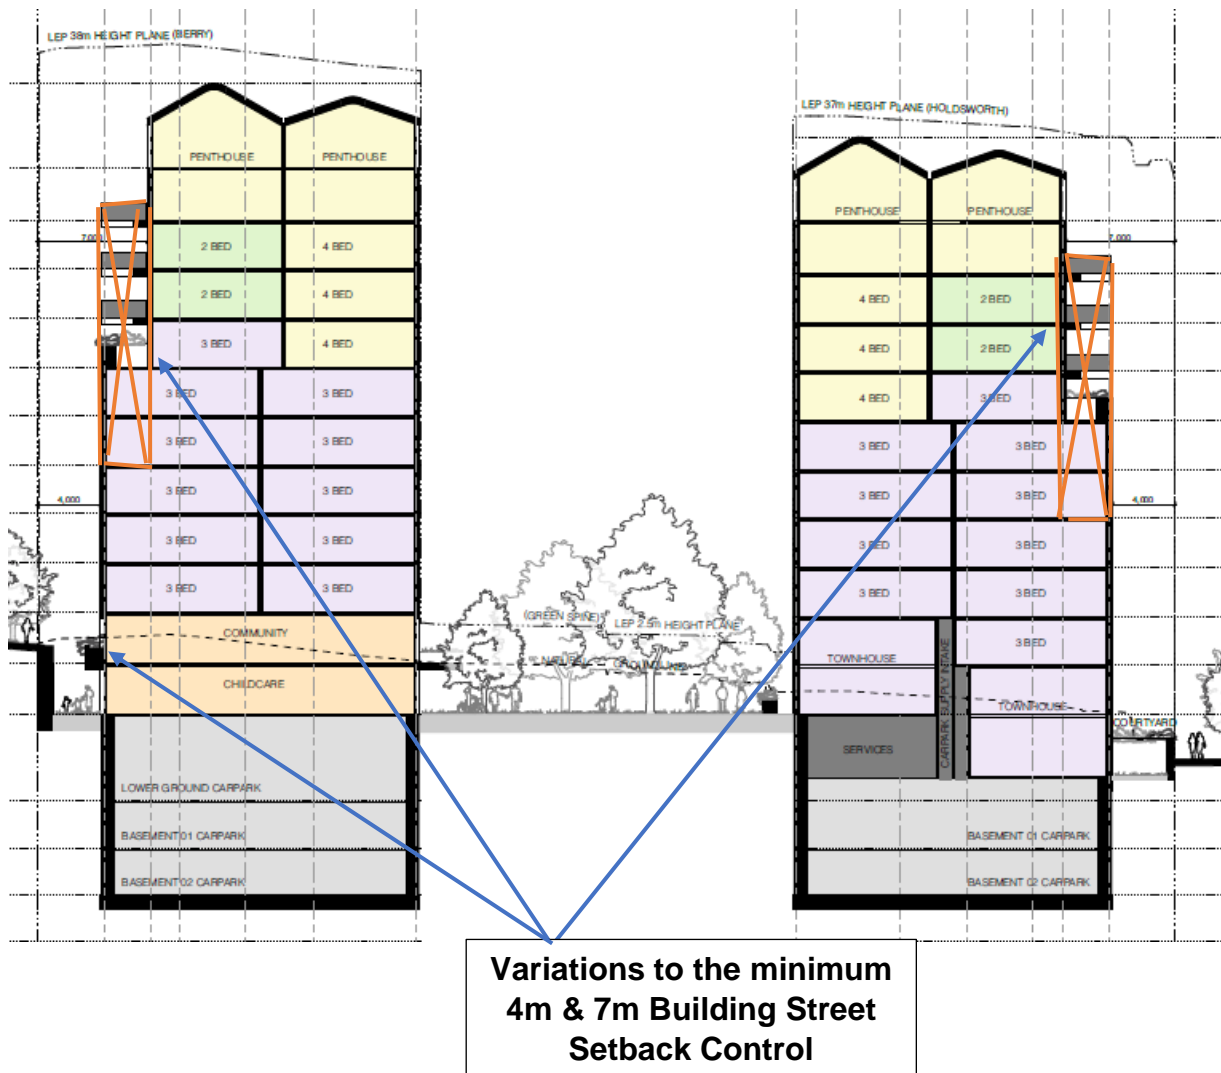 LEP 38m HEIGHT PLANE (BERRY)
LEP 37m HEIGHT PLANE (HOLDSWORTH)
PENTHOUSE PENTHOUSE
PENTHOUSE PENTHOUSE
7,000
7,000
2 BED 4 BED
2 BED 4 BED
4 BED 2 BED
3 BED 4 BED
4 BED 2 BED
3 BED 3 BED
4 BED 3 BED
3 BED 3 BED
3 BED 3 BED
3 BED 3 BED
3 BED 3 BED
4,000
4,000
3 BED 3 BED
3 BED 3 BED
3 BED 3 BED
3 BED 3 BED
(GREEN SPINE) LEP 2.5m HEIGHT PLANE
COMMUNITY
3 BED
TOWNHOUSE
NATURAL GROUND LINE
CHILDCARE
CARPARK SUPPLY INTAKE
TOWNHOUSE
COURTYARD
SERVICES
LOWER GROUND CARPARK
BASEMENT 01 CARPARK
BASEMENT 01 CARPARK
BASEMENT 02 CARPARK
BASEMENT 02 CARPARK
Variations to the minimum
4m & 7m Building Street
Setback Control